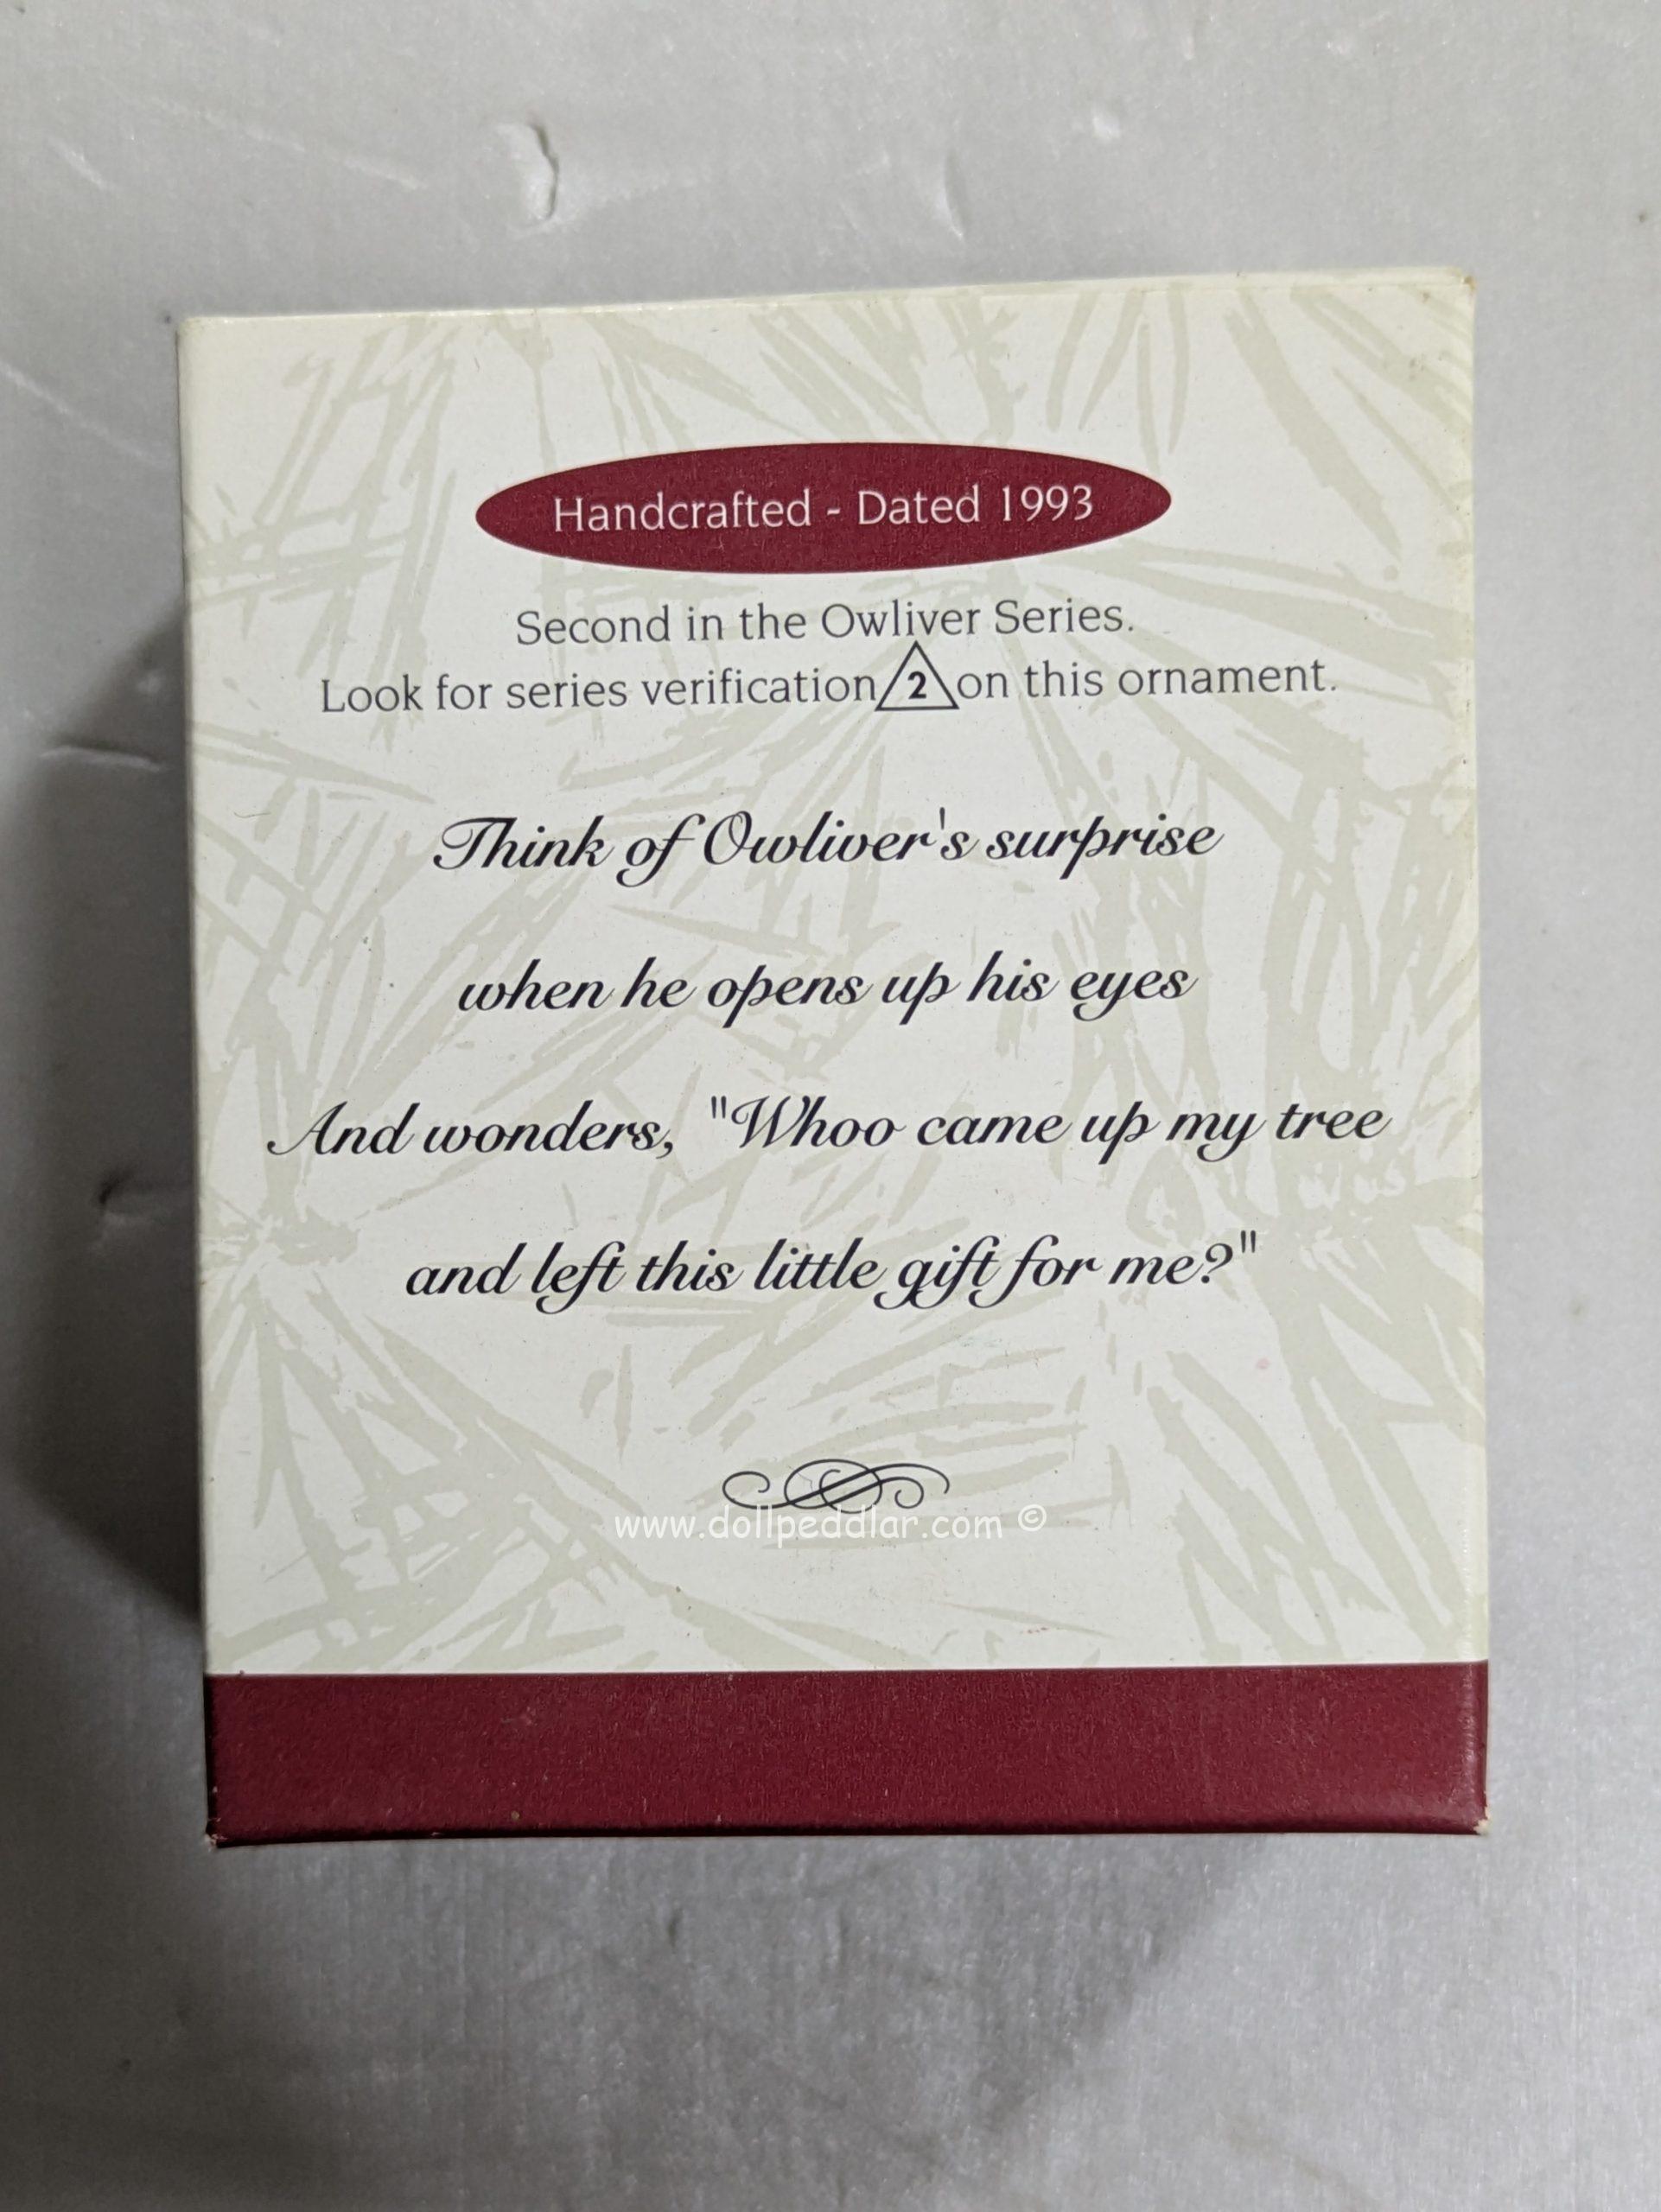 Handcrafted - Dated 1993
Second in the Owliver Series.
Look for series verification 2 on this ornament.
Think of Owliver's surprise
when he opens up his eyes
And wonders, "Whoo came up my tree
and left this little gift for me?"
www.dollpeddlar.com ©